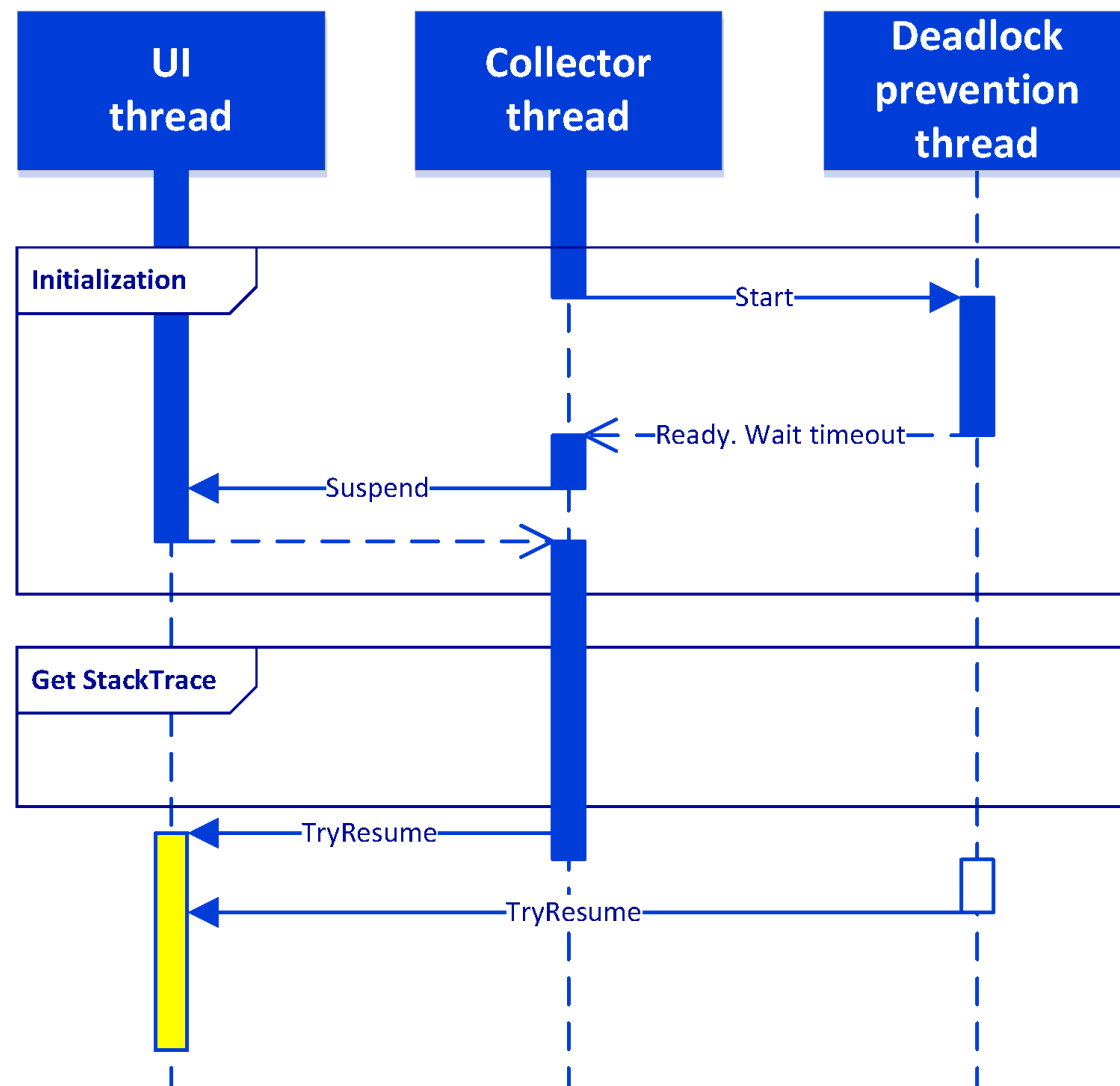 UI
thread
Collector
thread
Deadlock
prevention
thread
Initialization
Start
Ready. Wait timeout
Suspend
Get StackTrace
TryResume
TryResume